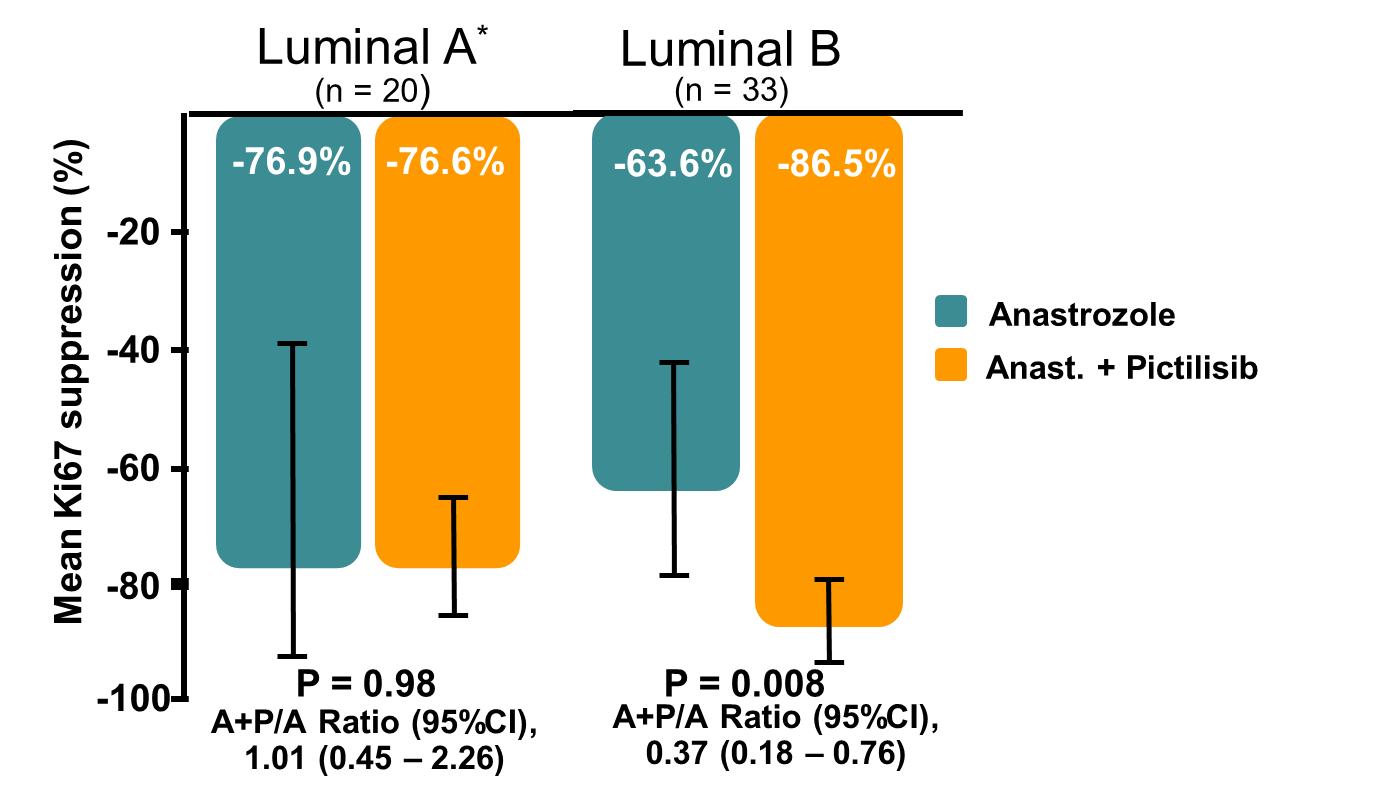 Luminal A*
(n = 20)
Luminal B
(n = 33)
Mean Ki67 suppression (%)
-20
-40
-60
-80
-100
-76.9%
-76.6%
-63.6%
-86.5%
Anastrozole
Anast. + Pictilisib
P = 0.98
A+P/A Ratio (95%CI),
1.01 (0.45 – 2.26)
P = 0.008
A+P/A Ratio (95%CI),
0.37 (0.18 – 0.76)